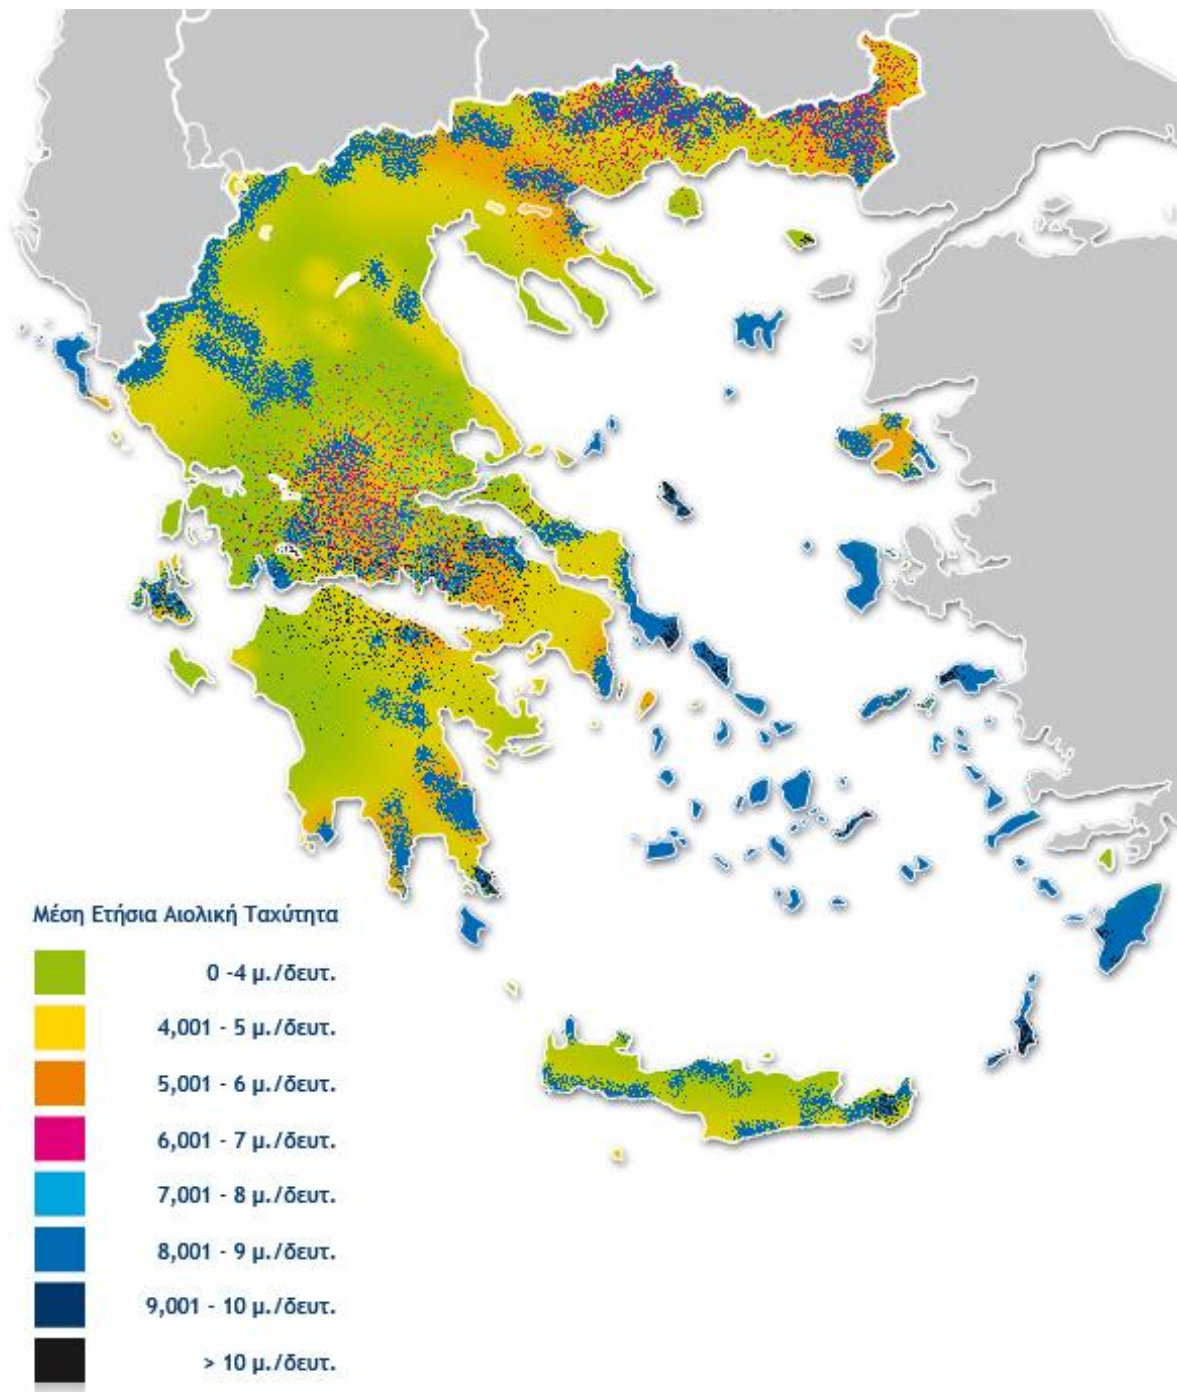 Μέση Ετήσια Αιολική Ταχύτητα
0 -4 μ./δευτ.
4,001 - 5 μ./δευτ.
5,001 - 6 μ./δευτ.
6,001 - 7 μ./δευτ.
7,001 - 8 μ./δευτ.
8,001 - 9 μ./δευτ.
9,001 - 10 μ./δευτ.
> 10 μ./δευτ.